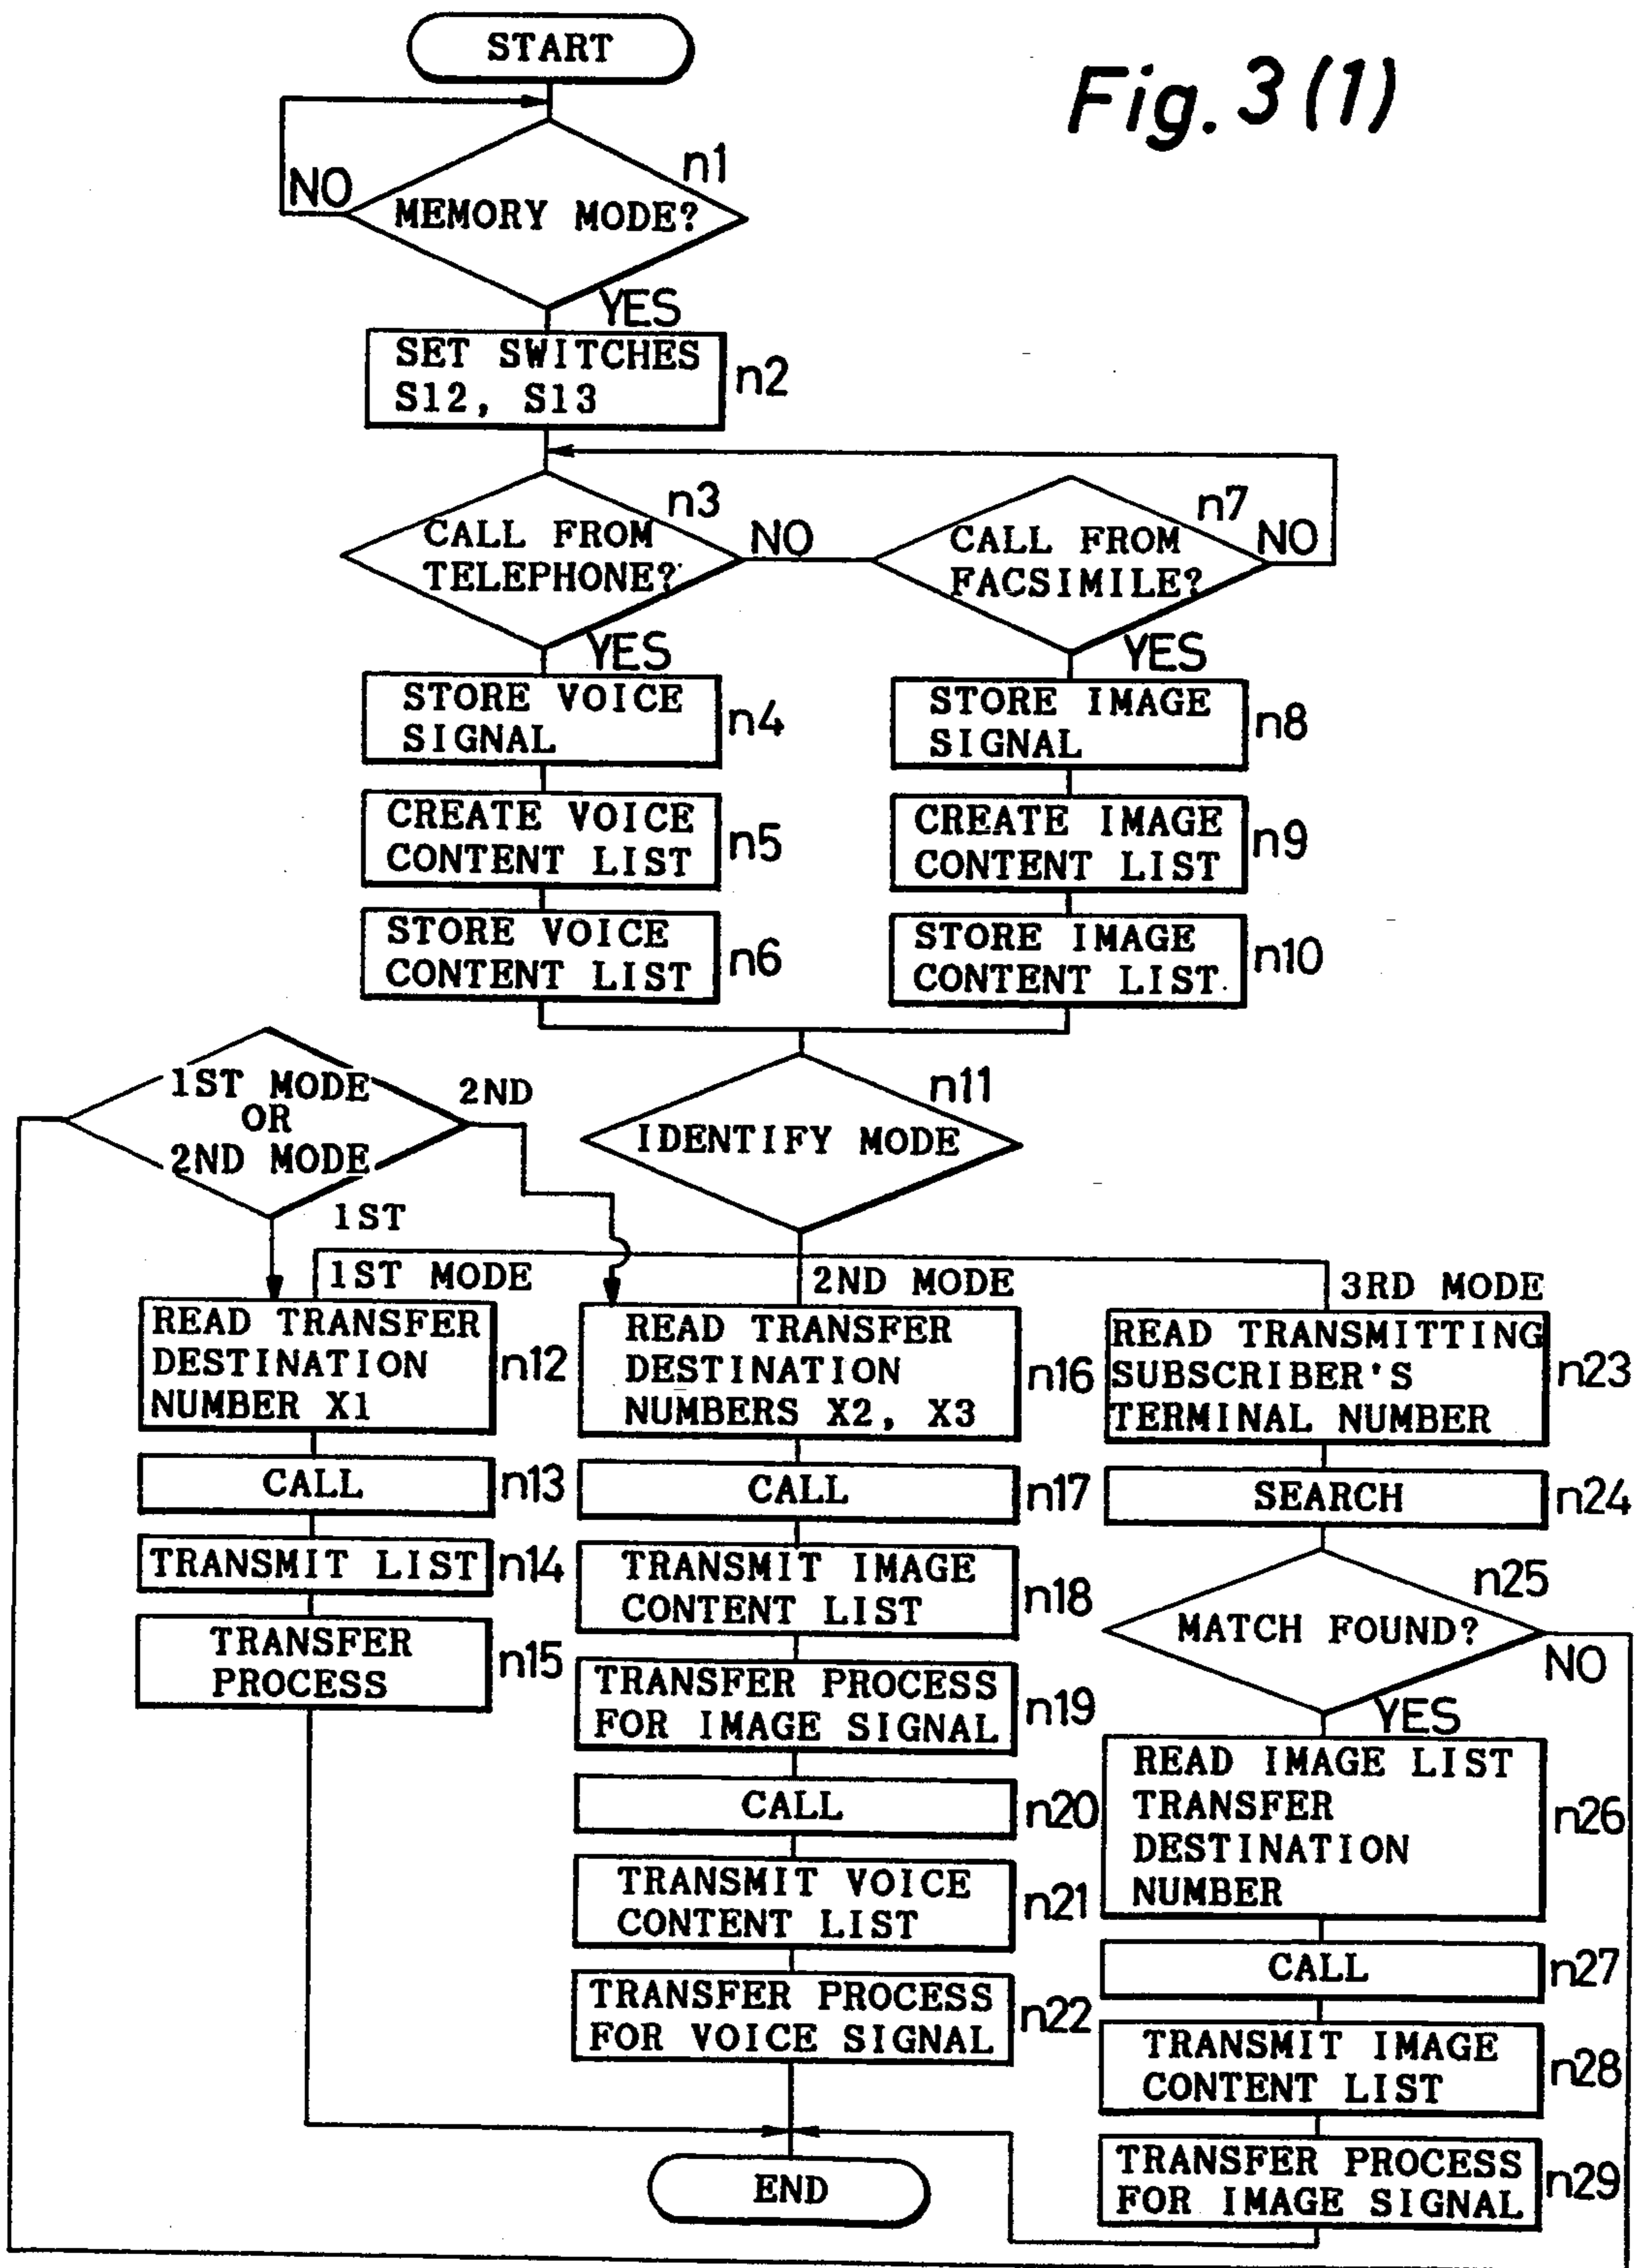 START
Fig. 3 (1)
n1
NO
MEMORY MODE?
YES
SET SWITCHES
S12, S13
n2
n3
CALL FROM
TELEPHONE?
NO
n7
CALL FROM
FACSIMILE?
NO
YES
YES
STORE VOICE
SIGNAL
n4
STORE IMAGE
SIGNAL
n8
CREATE VOICE
CONTENT LIST
n5
CREATE IMAGE
CONTENT LIST
n9
STORE VOICE
CONTENT LIST
n6
STORE IMAGE
CONTENT LIST
n10
1ST MODE
OR
2ND MODE
2ND
n11
IDENTIFY MODE
1ST
1ST MODE
2ND MODE
3RD MODE
READ TRANSFER
DESTINATION
NUMBER X1
n12
READ TRANSFER
DESTINATION
NUMBERS X2, X3
n16
READ TRANSMITTING
SUBSCRIBER'S
TERMINAL NUMBER
n23
CALL
n13
CALL
n17
SEARCH
n24
TRANSMIT LIST
n14
TRANSMIT IMAGE
CONTENT LIST
n18
n25
MATCH FOUND?
NO
YES
TRANSFER
PROCESS
n15
TRANSFER PROCESS
FOR IMAGE SIGNAL
n19
READ IMAGE LIST
TRANSFER
DESTINATION
NUMBER
n26
CALL
n20
TRANSMIT VOICE
CONTENT LIST
n21
CALL
n27
TRANSFER PROCESS
FOR VOICE SIGNAL
n22
TRANSMIT IMAGE
CONTENT LIST
n28
END
TRANSFER PROCESS
FOR IMAGE SIGNAL
n29